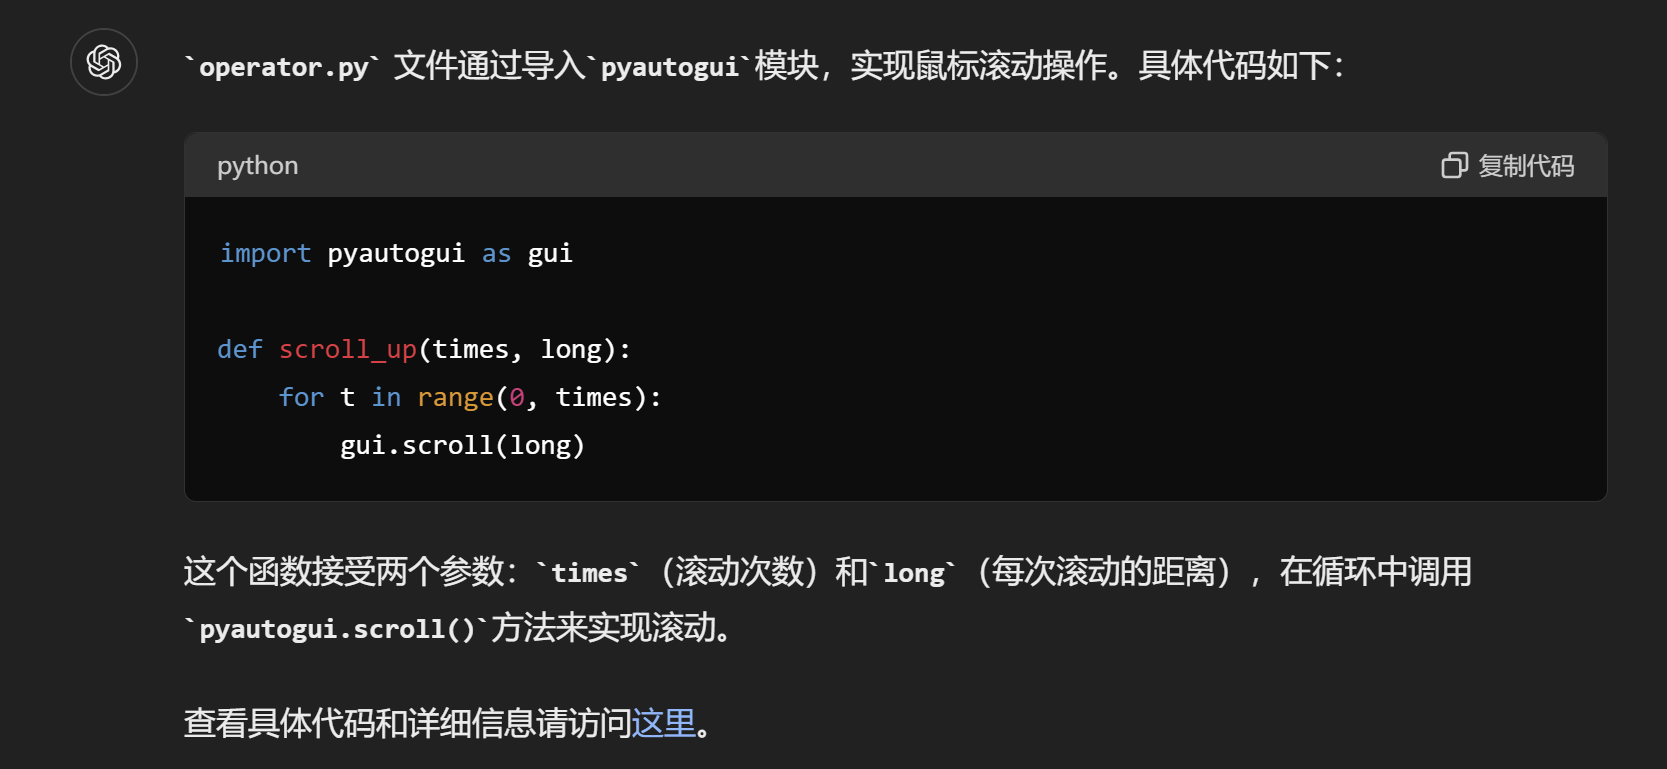 `operator.py` 文件通过导入`pyautogui`模块，实现鼠标滚动操作。具体代码如下：
python
复制代码
import pyautogui as gui
def scroll_up(times, long):
    for t in range(0, times):
        gui.scroll(long)
这个函数接受两个参数：`times`（滚动次数）和`long`（每次滚动的距离），在循环中调用
`pyautogui.scroll()`方法来实现滚动。
查看具体代码和详细信息请访问这里。